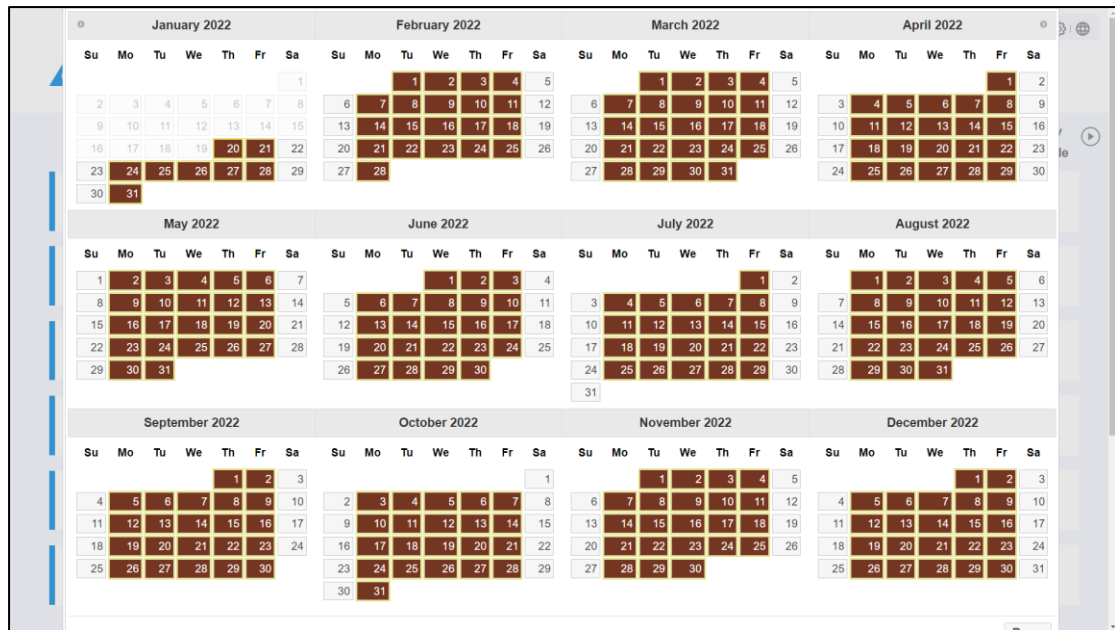 January 2022 February 2022 March 2022 April 2022
Su Mo Tu We Th Fr Sa Su Mo Tu We Th Fr Sa Su Mo Tu We Th Fr Sa Su Mo Tu We Th Fr Sa
1 1 2 3 4 5 1 2 3 4 5 1 2
2 3 4 5 6 7 8 6 7 8 9 10 11 12 6 7 8 9 10 11 12 3 4 5 6 7 8 9
9 10 11 12 13 14 15 13 14 15 16 17 18 19 13 14 15 16 17 18 19 10 11 12 13 14 15 16
16 17 18 19 20 21 22 20 21 22 23 24 25 26 20 21 22 23 24 25 26 17 18 19 20 21 22 23
23 24 25 26 27 28 29 27 28 27 28 29 30 31 24 25 26 27 28 29 30
30 31
May 2022 June 2022 July 2022 August 2022
Su Mo Tu We Th Fr Sa Su Mo Tu We Th Fr Sa Su Mo Tu We Th Fr Sa Su Mo Tu We Th Fr Sa
1 2 3 4 5 6 7 1 2 3 4 1 2 1 2 3 4 5 6
8 9 10 11 12 13 14 5 6 7 8 9 10 11 3 4 5 6 7 8 9 7 8 9 10 11 12 13
15 16 17 18 19 20 21 12 13 14 15 16 17 18 10 11 12 13 14 15 16 14 15 16 17 18 19 20
22 23 24 25 26 27 28 19 20 21 22 23 24 25 17 18 19 20 21 22 23 21 22 23 24 25 26 27
29 30 31 26 27 28 29 30 24 25 26 27 28 29 30 28 29 30 31
31
September 2022 October 2022 November 2022 December 2022
Su Mo Tu We Th Fr Sa Su Mo Tu We Th Fr Sa Su Mo Tu We Th Fr Sa Su Mo Tu We Th Fr Sa
1 2 3 1 1 2 3 4 5 1 2 3
4 5 6 7 8 9 10 2 3 4 5 6 7 8 6 7 8 9 10 11 12 4 5 6 7 8 9 10
11 12 13 14 15 16 17 9 10 11 12 13 14 15 13 14 15 16 17 18 19 11 12 13 14 15 16 17
18 19 20 21 22 23 24 16 17 18 19 20 21 22 20 21 22 23 24 25 26 18 19 20 21 22 23 24
25 26 27 28 29 30 23 24 25 26 27 28 29 27 28 29 30 25 26 27 28 29 30 31
30 31